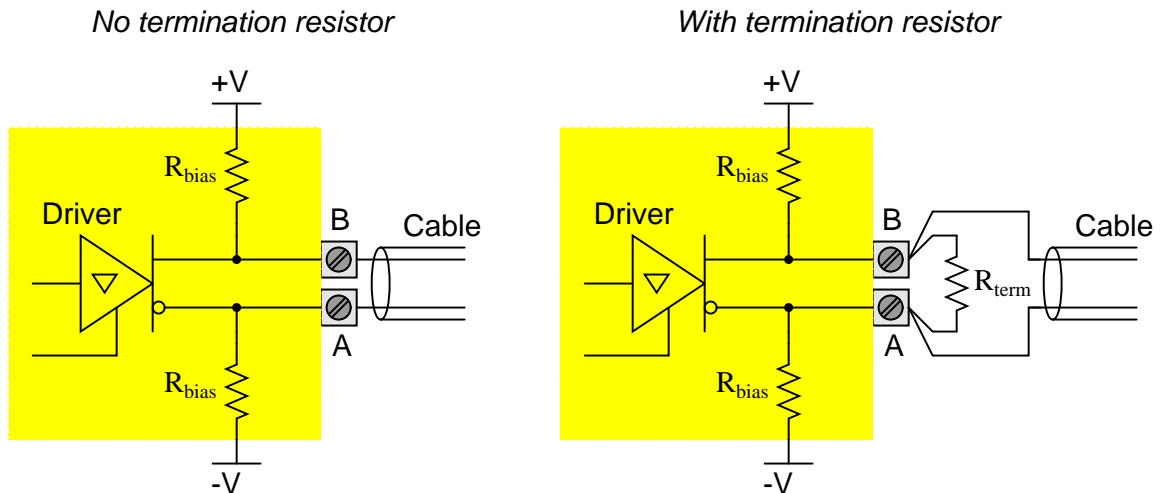 No termination resistor
+V
Rbias
Driver
B
Cable
A
Rbias
-V
With termination resistor
+V
Rbias
Driver
B
Cable
Rterm
A
Rbias
-V